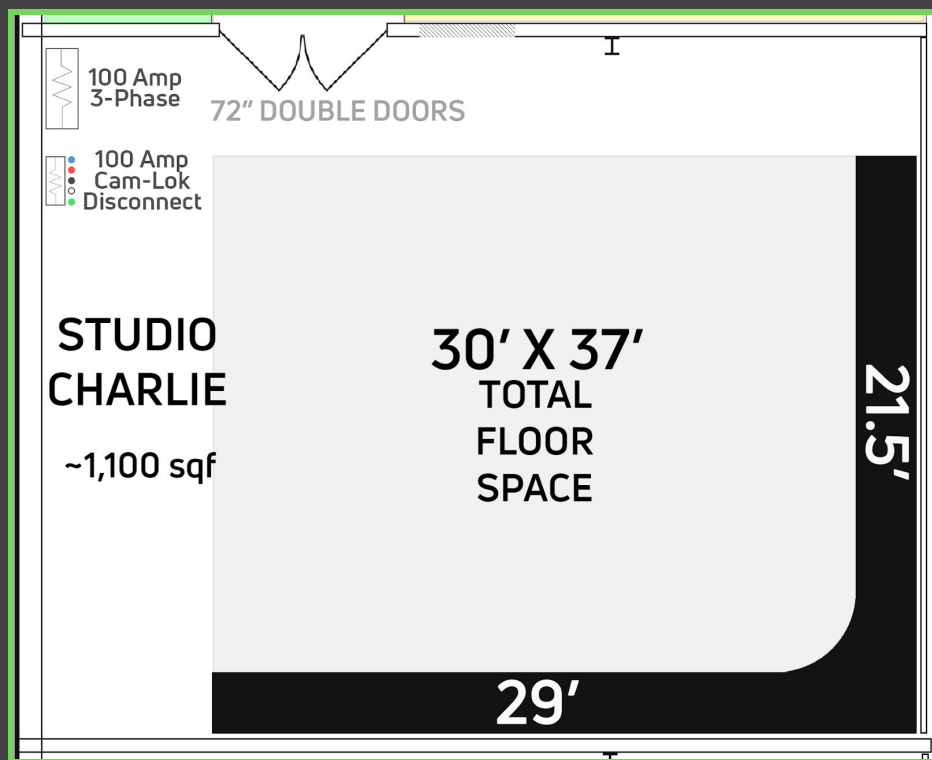 100 Amp
3-Phase
72” DOUBLE DOORS
100 Amp
Cam-Lok
Disconnect
STUDIO
CHARLIE
~1,100 sqf
30’ X 37’
TOTAL
FLOOR
SPACE
21.5’
29’